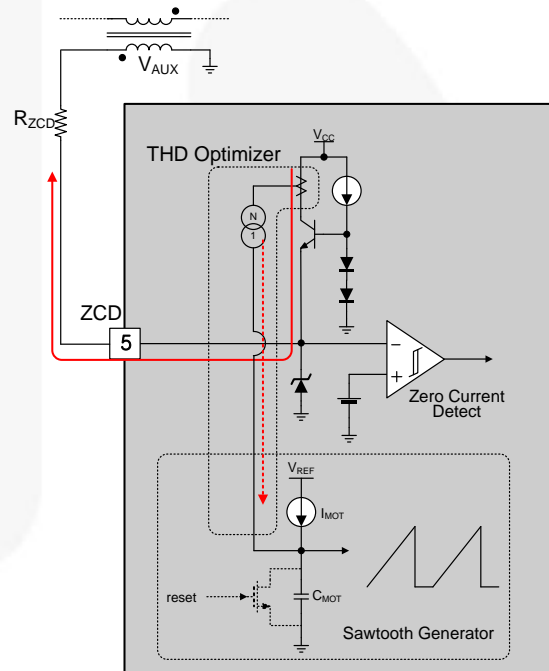 VAUX
RZCD
THD Optimizer
VCC
N
1
ZCD
5
−
+
Zero Current
Detect
VREF
IMOT
reset
CMOT
Sawtooth Generator